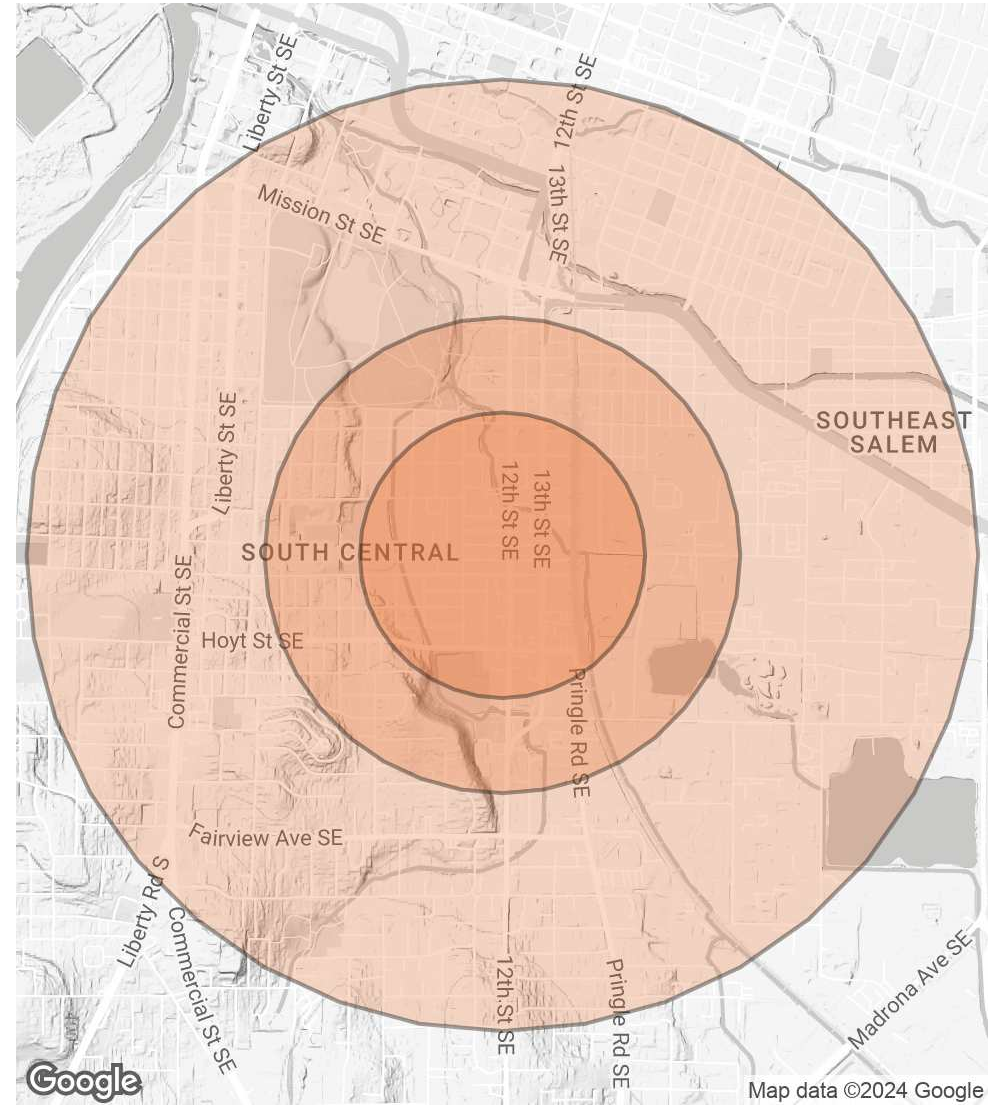 Liberty St SE
12th St SE
13th St SE
Mission St SE
Liberty St SE
SOUTHEAST
SALEM
12th St SE
13th St SE
SOUTH CENTRAL
Commercial St SE
Hoyt St SE
Pringle Rd SE
Fairview Ave SE
Liberty Rd S
Commercial St SE
12th St SE
Pringle Rd SE
Madrona Ave SE
Google
Map data ©2024 Google